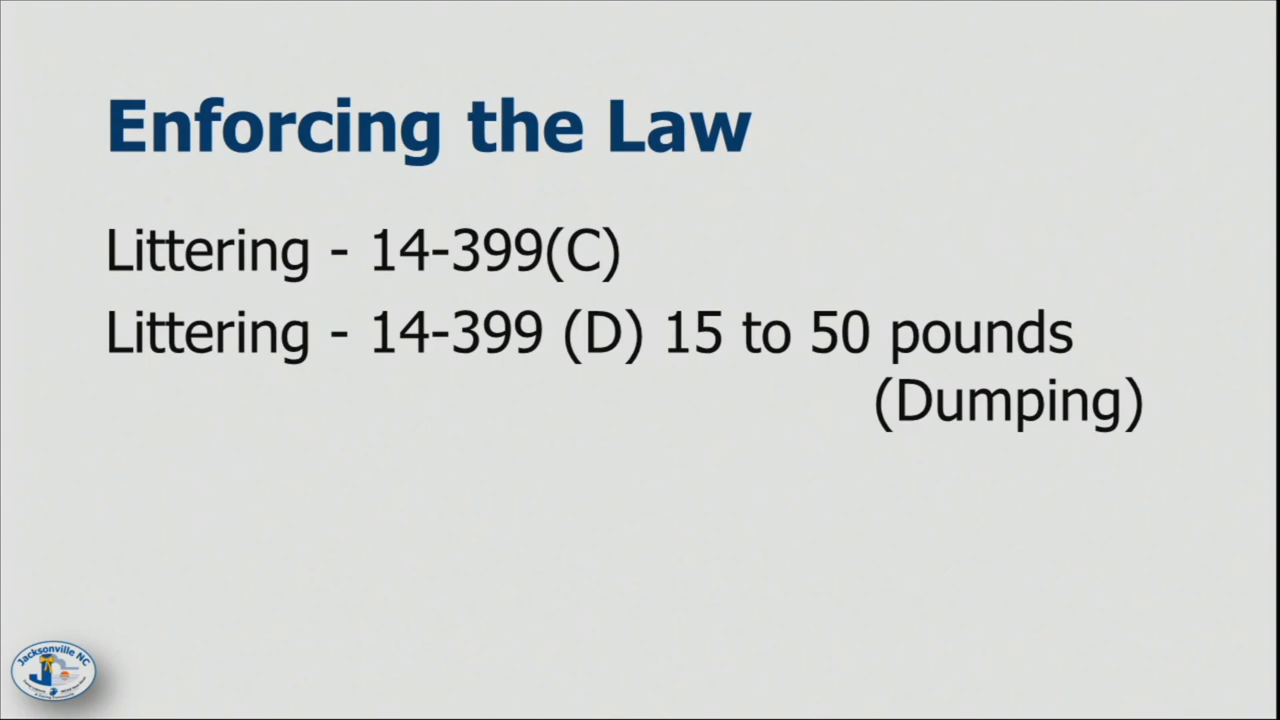 Enforcing the Law
Littering - 14-399(C)
Littering - 14-399 (D) 15 to 50 pounds
(Dumping)
Jacksonville NC